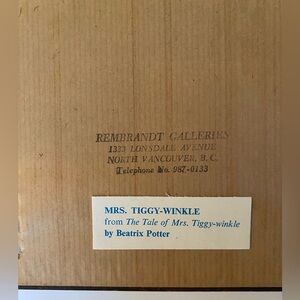 REMBRANDT GALLERIES
1333 LONSDALE AVENUE
NORTH VANCOUVER, B. C.
Telephone No. 987-0133
MRS. TIGGY-WINKLE
from The Tale of Mrs. Tiggy-winkle
by Beatrix Potter